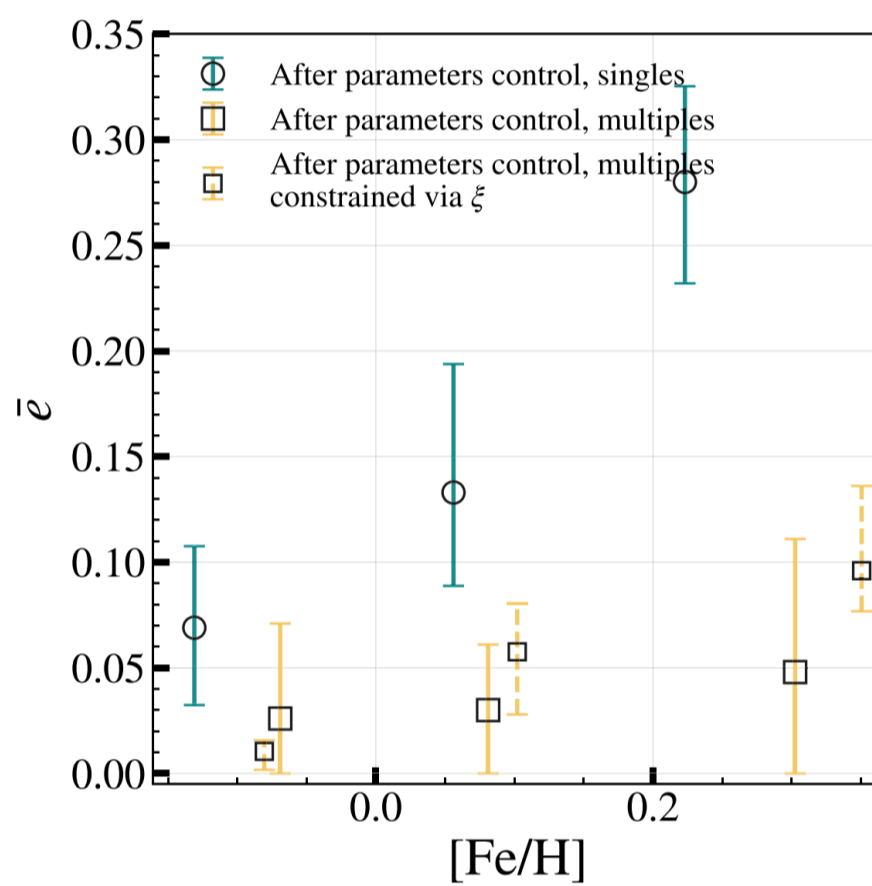 0.35
After parameters control, singles
0.30
After parameters control, multiples
After parameters control, multiples
constrained via ξ
0.25
0.20
ē
0.15
0.10
0.05
0.00
0.0 0.2
[Fe/H]